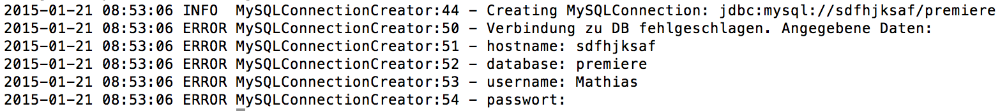 2015-01-21 08:53:06 INFO  MySQLConnectionCreator:44 – Creating MySQLConnection: jdbc:mysql://sdfhjksaf/premiere
2015-01-21 08:53:06 ERROR MySQLConnectionCreator:50 – Verbindung zu DB fehlgeschlagen. Angegebene Daten:
2015-01-21 08:53:06 ERROR MySQLConnectionCreator:51 – hostname: sdfhjksaf
2015-01-21 08:53:06 ERROR MySQLConnectionCreator:52 – database: premiere
2015-01-21 08:53:06 ERROR MySQLConnectionCreator:53 – username: Mathias
2015-01-21 08:53:06 ERROR MySQLConnectionCreator:54 – passwort: